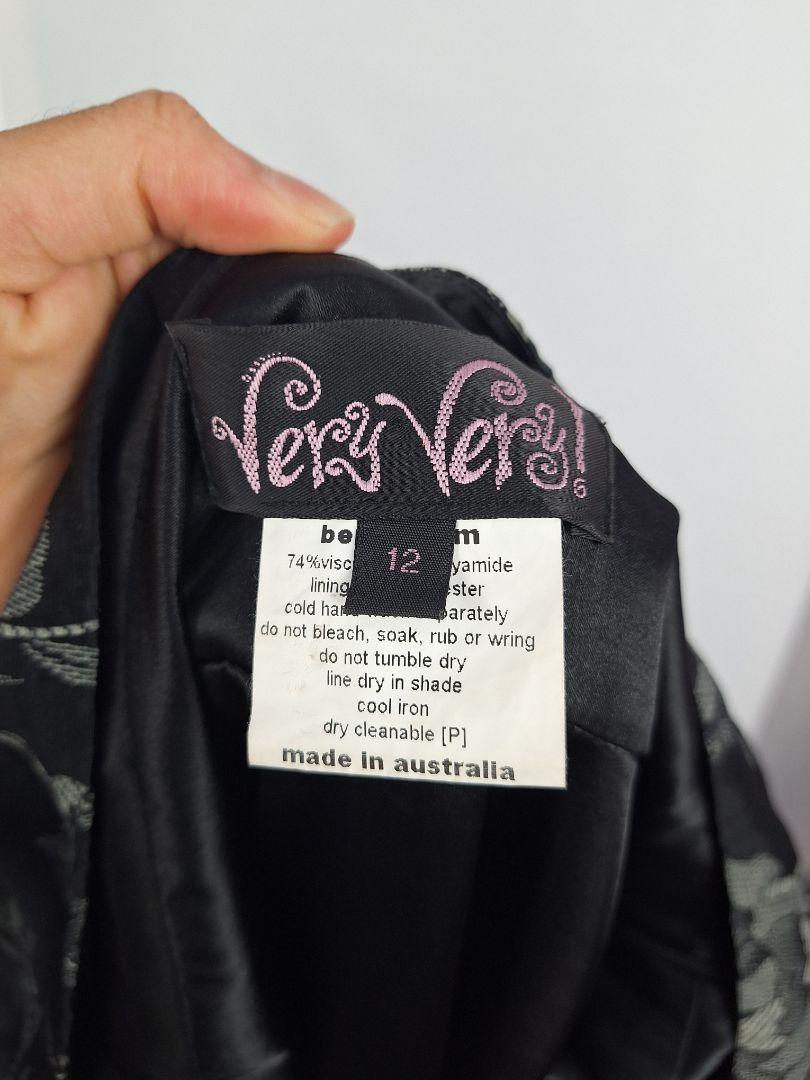 Very Very!
12
74%visc yamide
lining ester
cold han parately
do not bleach, soak, rub or wring
do not tumble dry
line dry in shade
cool iron
dry cleanable [P]
made in australia